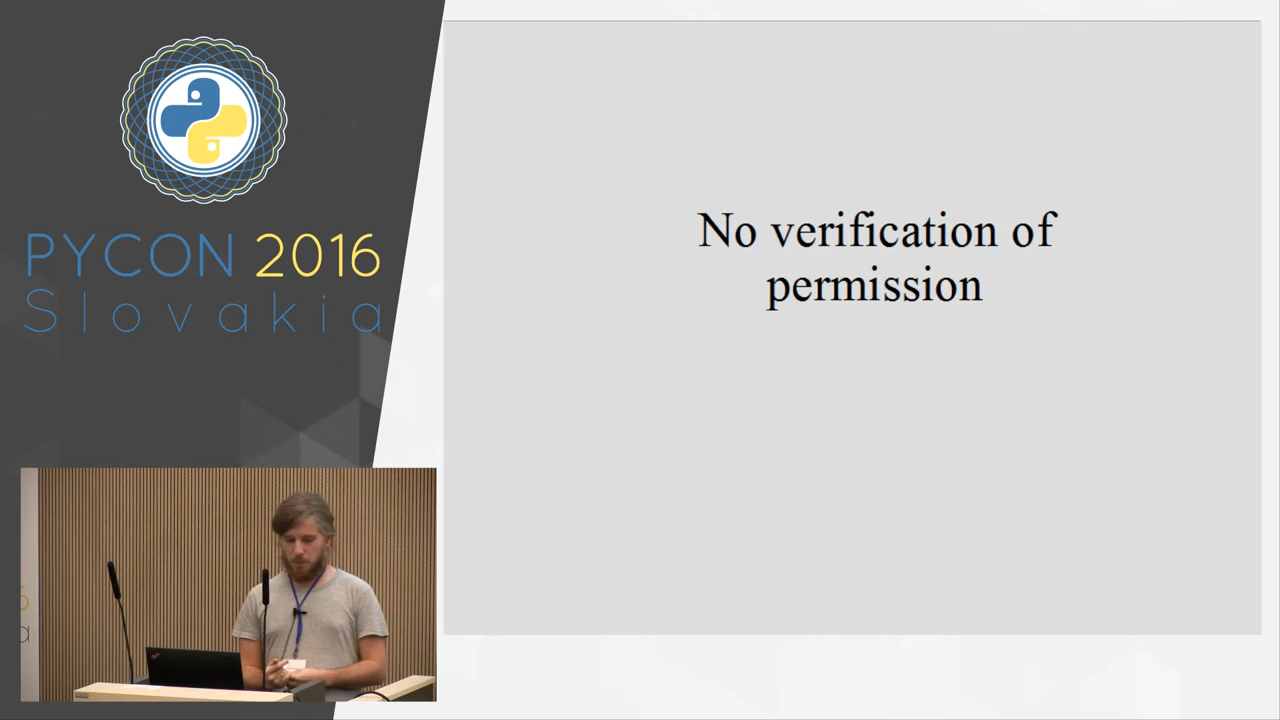 PYCON 2016
Slovakia
No verification of
permission